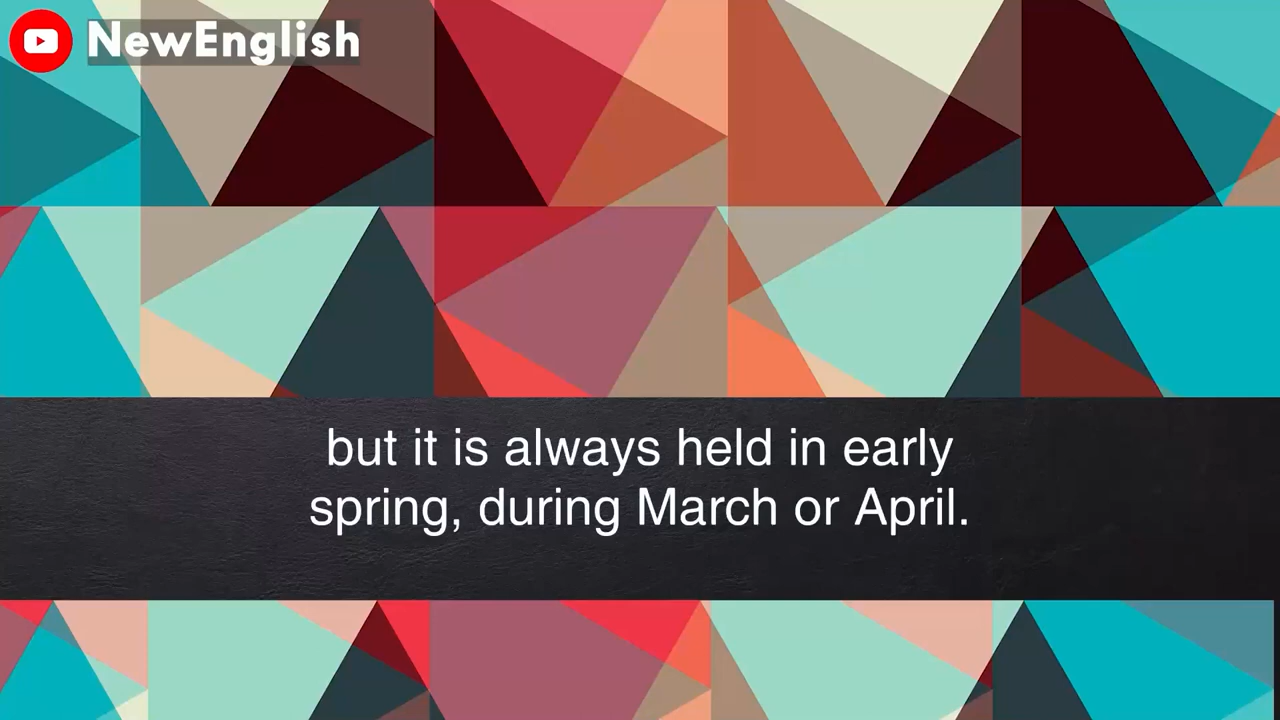 NewEnglish
but it is always held in early
spring, during March or April.